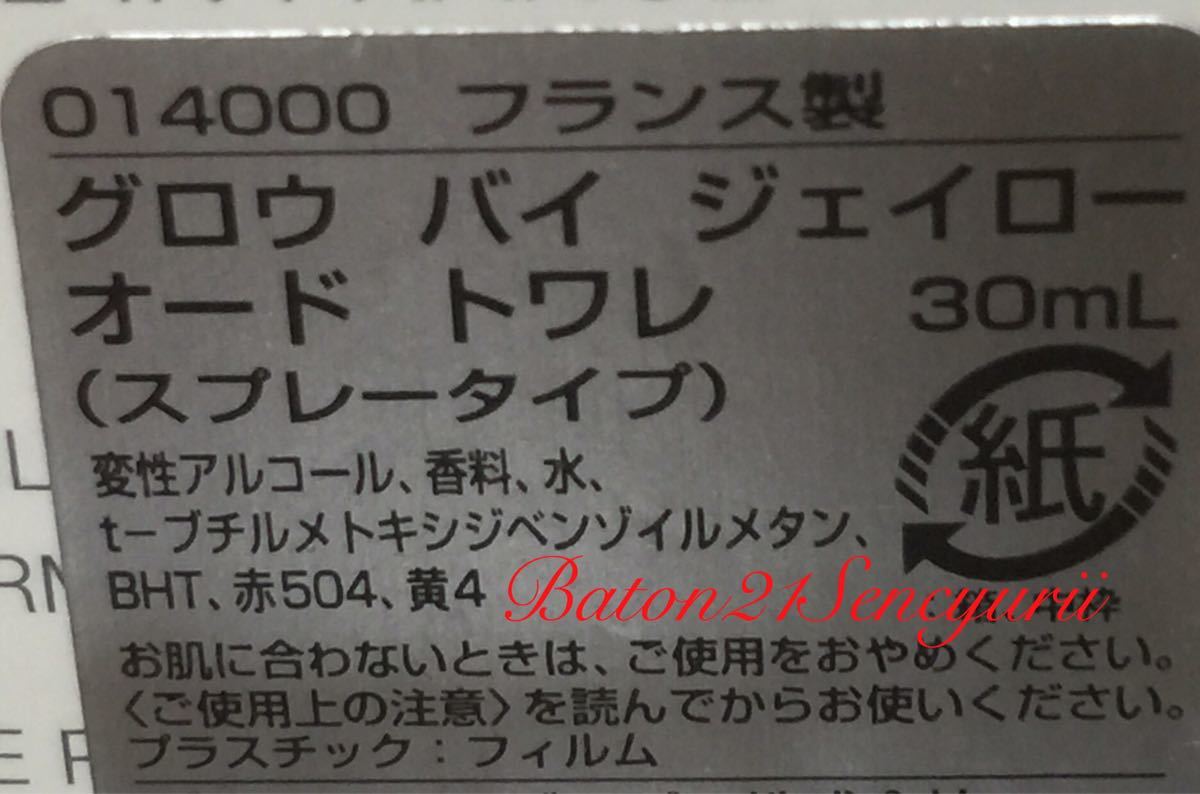 014000 フランス製
グロウ バイ ジェイロー
オード トワレ 30mL
(スプレータイプ)
紙
変性アルコール、香料、水、
t-ブチルメトキシジベンゾイルメタン、
BHT、赤504、黄4
Baton21Sencyurii
お肌に合わないときは、ご使用をおやめください。
〈ご使用上の注意〉を読んでからお使いください。
プラスチック:フィルム